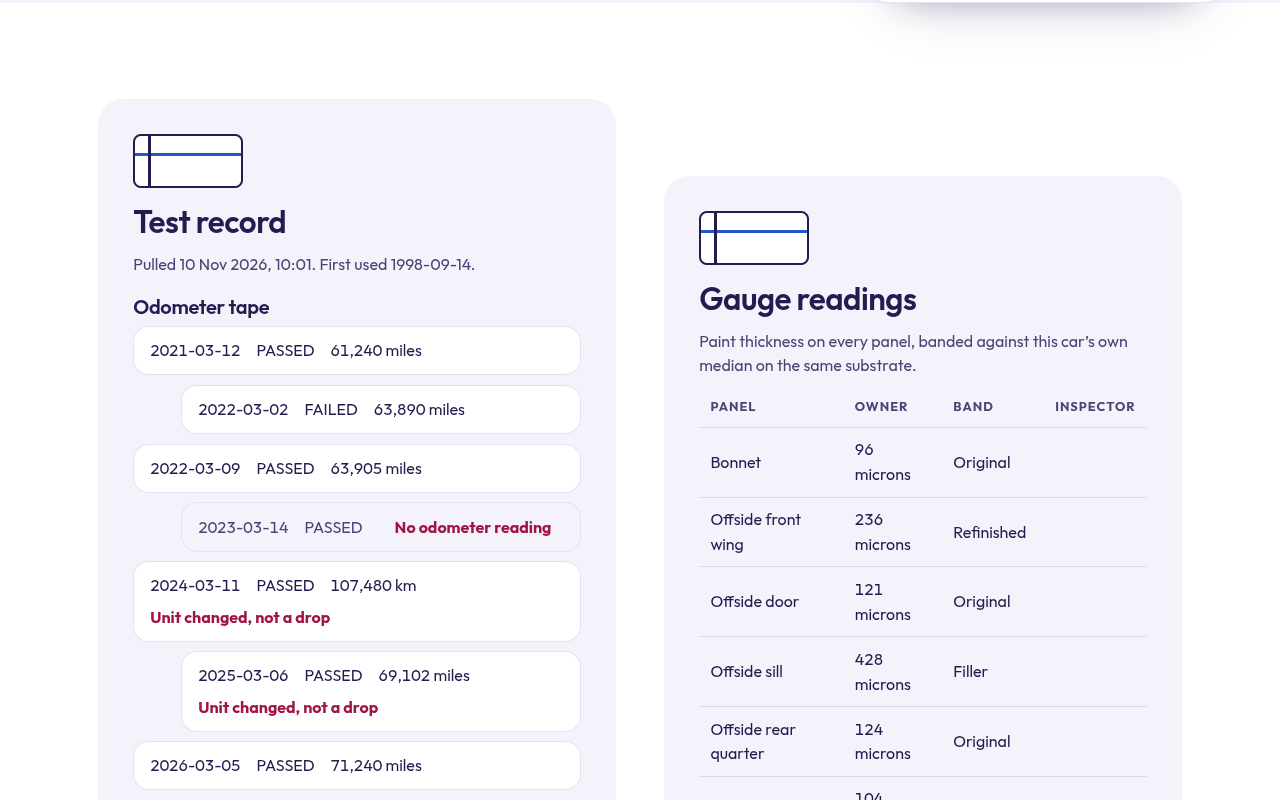 Test record
Pulled 10 Nov 2026, 10:01. First used 1998-09-14.
Odometer tape
2021-03-12 PASSED 61,240 miles
2022-03-02 FAILED 63,890 miles
2022-03-09 PASSED 63,905 miles
2023-03-14 PASSED No odometer reading
2024-03-11 PASSED 107,480 km
Unit changed, not a drop
2025-03-06 PASSED 69,102 miles
Unit changed, not a drop
2026-03-05 PASSED 71,240 miles
Gauge readings
Paint thickness on every panel, banded against this car’s own
median on the same substrate.
PANEL OWNER BAND INSPECTOR
Bonnet 96 microns Original
Offside front wing 236 microns Refinished
Offside door 121 microns Original
Offside sill 428 microns Filler
Offside rear quarter 124 microns Original
104